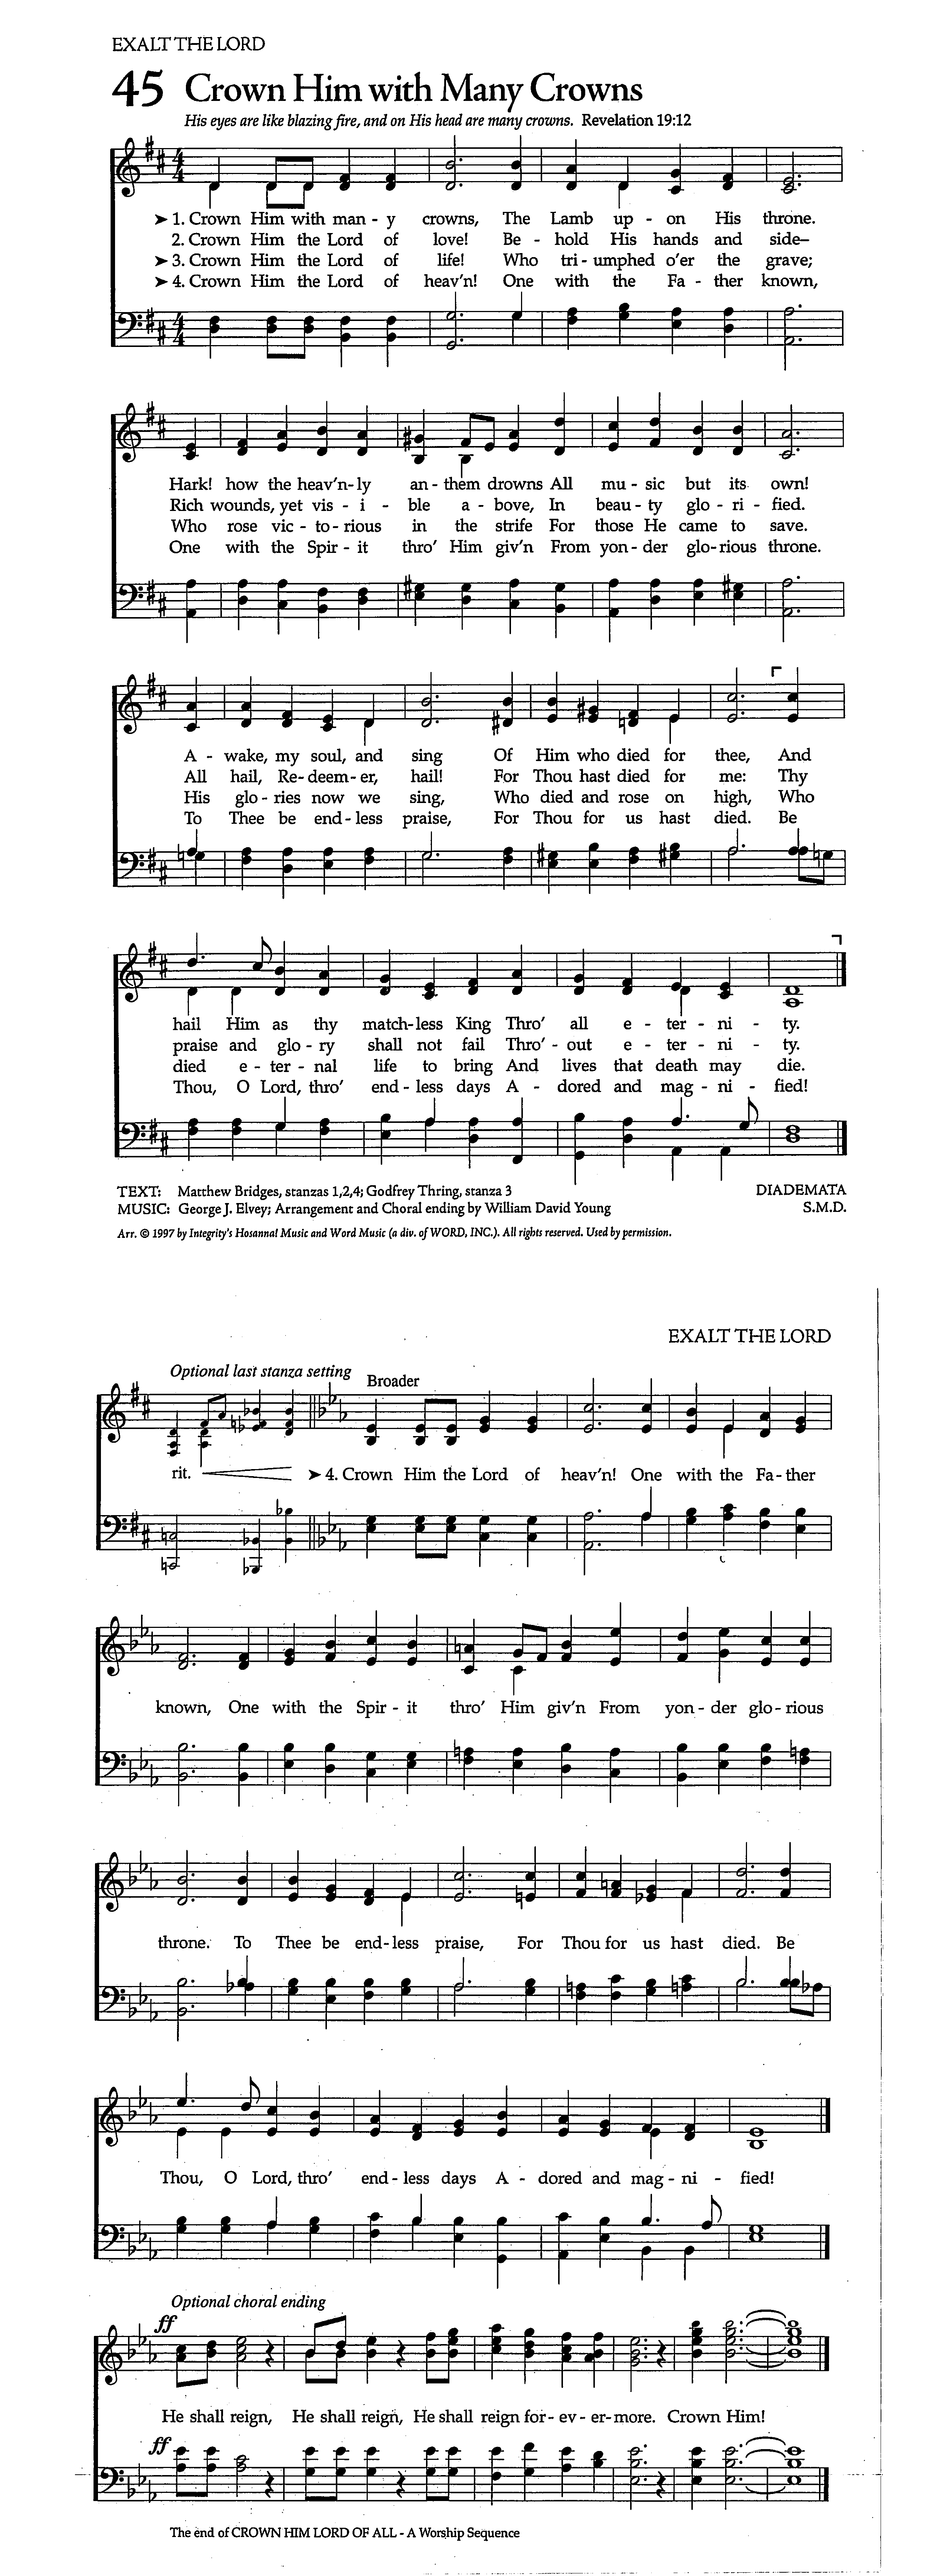 EXALT THE LORD
45 Crown Him with Many Crowns
His eyes are like blazing fire, and on His head are many crowns. Revelation 19:12
➤ 1. Crown Him with man - y crowns, The Lamb up - on His throne.
2. Crown Him the Lord of love! Be - hold His hands and side–
➤ 3. Crown Him the Lord of life! Who tri - umphed o'er the grave;
➤ 4. Crown Him the Lord of heav'n! One with the Fa - ther known,
Hark! how the heav'n - ly an - them drowns All mu - sic but its own!
Rich wounds, yet vis - i - ble a - bove, In beau - ty glo - ri - fied.
Who rose vic - to - rious in the strife For those He came to save.
One with the Spir - it thro' Him giv'n From yon - der glo - rious throne.
A - wake, my soul, and sing Of Him who died for thee, And
All hail, Re - deem - er, hail! For Thou hast died for me: Thy
His glo - ries now we sing, Who died and rose on high, Who
To Thee be end - less praise, For Thou for us hast died. Be
hail Him as thy match - less King Thro' all e - ter - ni - ty.
praise and glo - ry shall not fail Thro' - out e - ter - ni - ty.
died e - ter - nal life to bring And lives that death may die.
Thou, O Lord, thro' end - less days A - dored and mag - ni - fied!
TEXT: Matthew Bridges, stanzas 1,2,4; Godfrey Thring, stanza 3 DIADEMATA
MUSIC: George J. Elvey; Arrangement and Choral ending by William David Young S.M.D.
Arr. © 1997 by Integrity's Hosanna! Music and Word Music (a div. of WORD, INC.). All rights reserved. Used by permission.
EXALT THE LORD
Optional last stanza setting
Broader
rit. ➤ 4. Crown Him the Lord of heav'n! One with the Fa - ther
known, One with the Spir - it thro' Him giv'n From yon - der glo - rious
throne. To Thee be end - less praise, For Thou for us hast died. Be
Thou, O Lord, thro' end - less days A - dored and mag - ni - fied!
Optional choral ending
ff
He shall reign, He shall reign, He shall reign for - ev - er - more. Crown Him!
ff
The end of CROWN HIM LORD OF ALL - A Worship Sequence